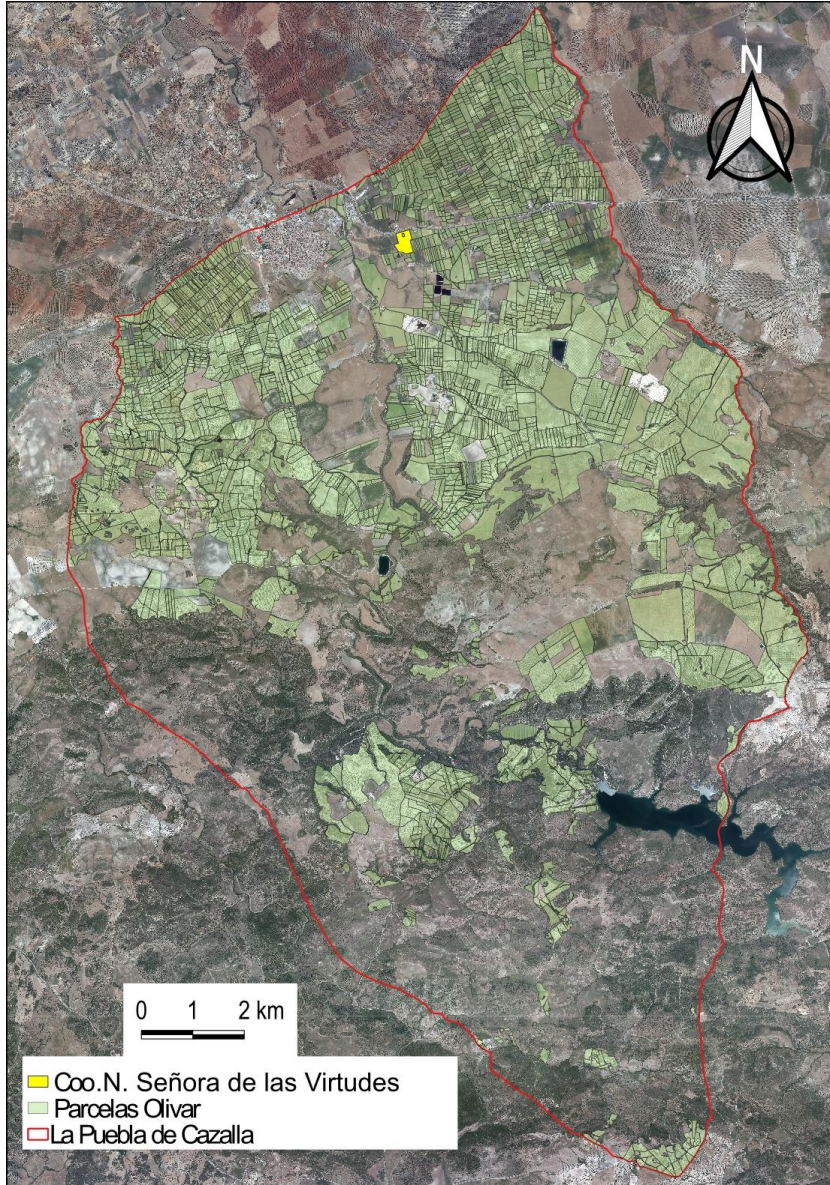 N
0 1 2 km
Coo.N. Señora de las Virtudes
Parcelas Olivar
La Puebla de Cazalla